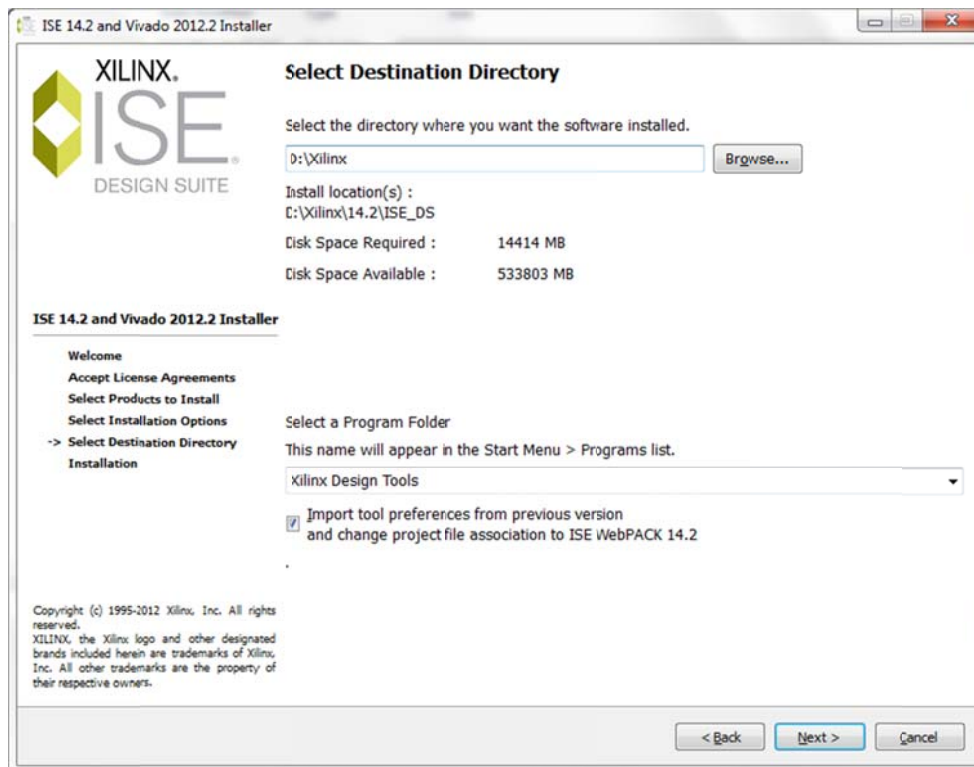 ISE 14.2 and Vivado 2012.2 Installer
XILINX®
ISE®
DESIGN SUITE
Select Destination Directory
Select the directory where you want the software installed.
D:\Xilinx
Browse...
Install location(s) :
D:\Xilinx\14.2\ISE_DS
Disk Space Required : 14414 MB
Disk Space Available : 533803 MB
ISE 14.2 and Vivado 2012.2 Installer
Welcome
Accept License Agreements
Select Products to Install
Select Installation Options
-> Select Destination Directory
Installation
Select a Program Folder
This name will appear in the Start Menu > Programs list.
Xilinx Design Tools
Import tool preferences from previous version
and change project file association to ISE WebPACK 14.2
.
Copyright (c) 1995-2012 Xilinx, Inc. All rights
reserved.
XILINX, the Xilinx logo and other designated
brands included herein are trademarks of Xilinx,
Inc. All other trademarks are the property of
their respective owners.
< Back
Next >
Cancel